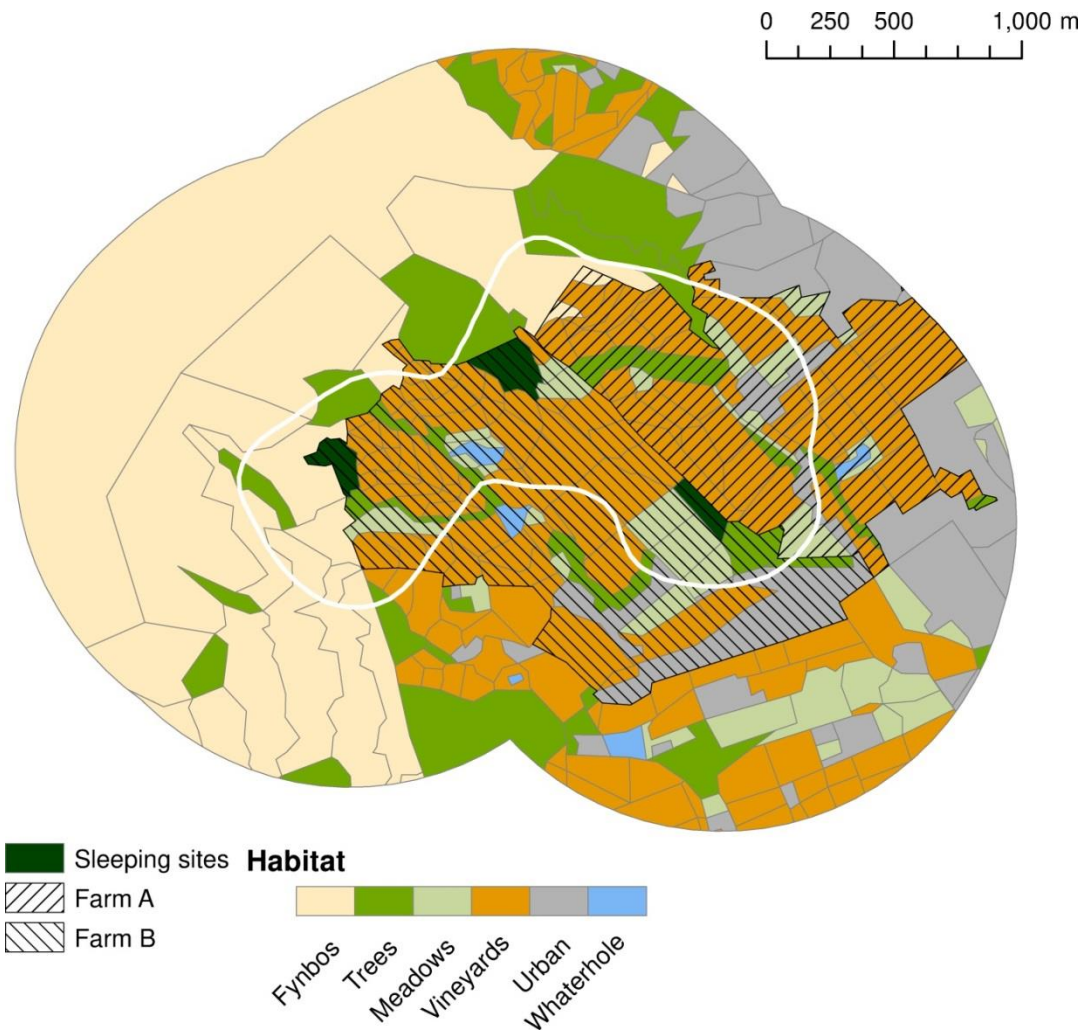 0 250 500 1,000 m
Sleeping sites
Farm A
Farm B
Habitat
Fynbos
Trees
Meadows
Vineyards
Urban
Whaterhole